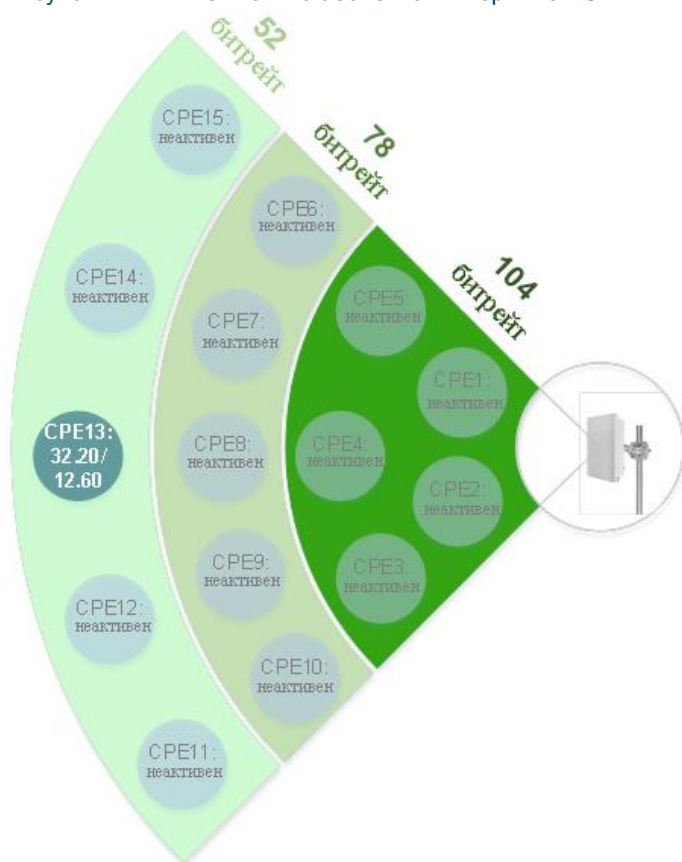 52
битрейт
78
битрейт
104
битрейт
CPE15:
неактивен
CPE6:
неактивен
CPE14:
неактивен
CPE5:
неактивен
CPE7:
неактивен
CPE1:
неактивен
CPE13:
32.20/
12.60
CPE8:
неактивен
CPE4:
неактивен
CPE2:
неактивен
CPE9:
неактивен
CPE3:
неактивен
CPE12:
неактивен
CPE10:
неактивен
CPE11:
неактивен